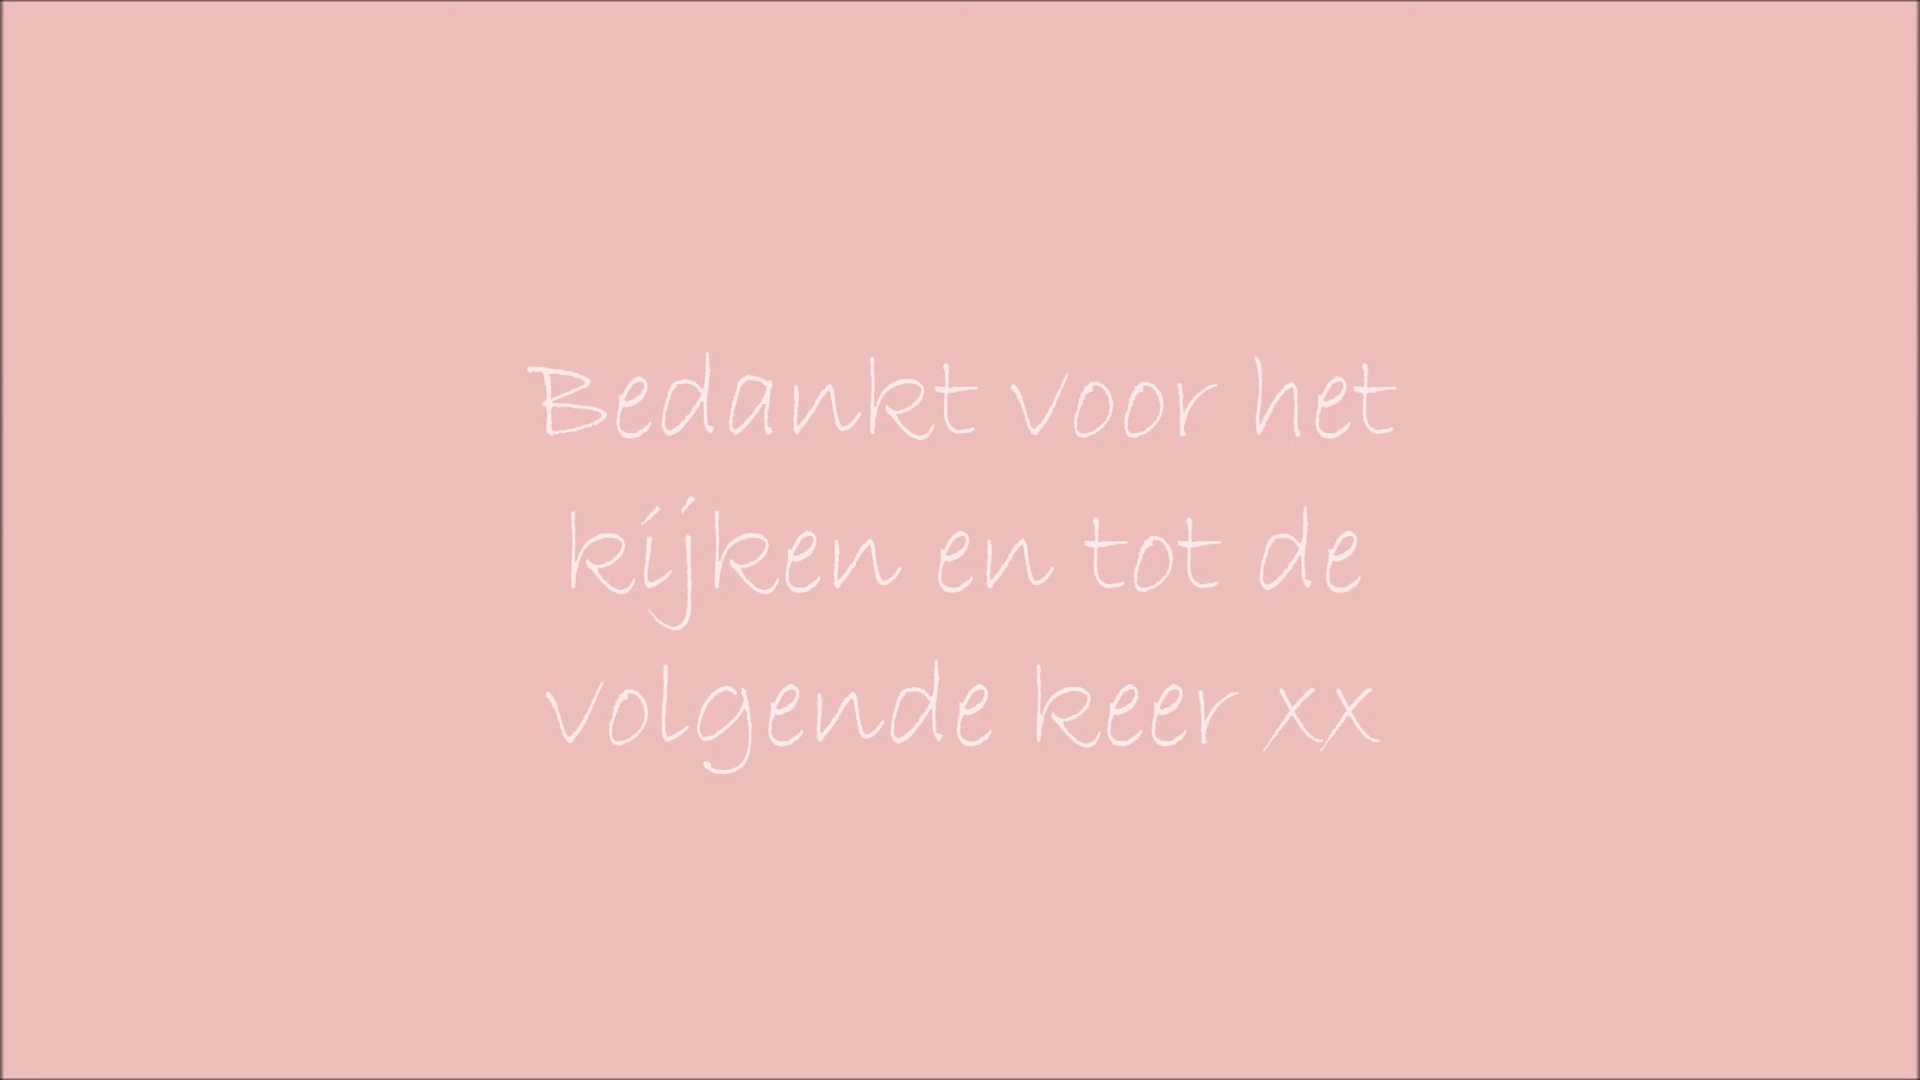 Bedankt voor het
kijken en tot de
volgende keer xx